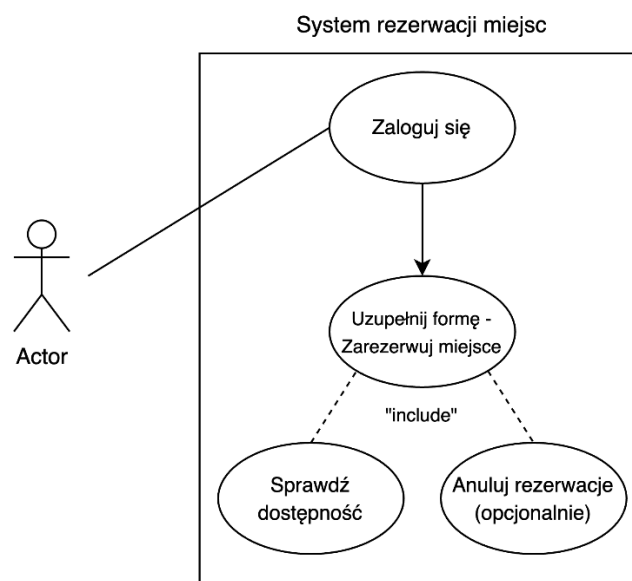 System rezerwacji miejsc
Zaloguj się
Actor
Uzupełnij formę -
Zarezerwuj miejsce
"include"
Sprawdź
dostępność
Anuluj rezerwacje
(opcjonalnie)